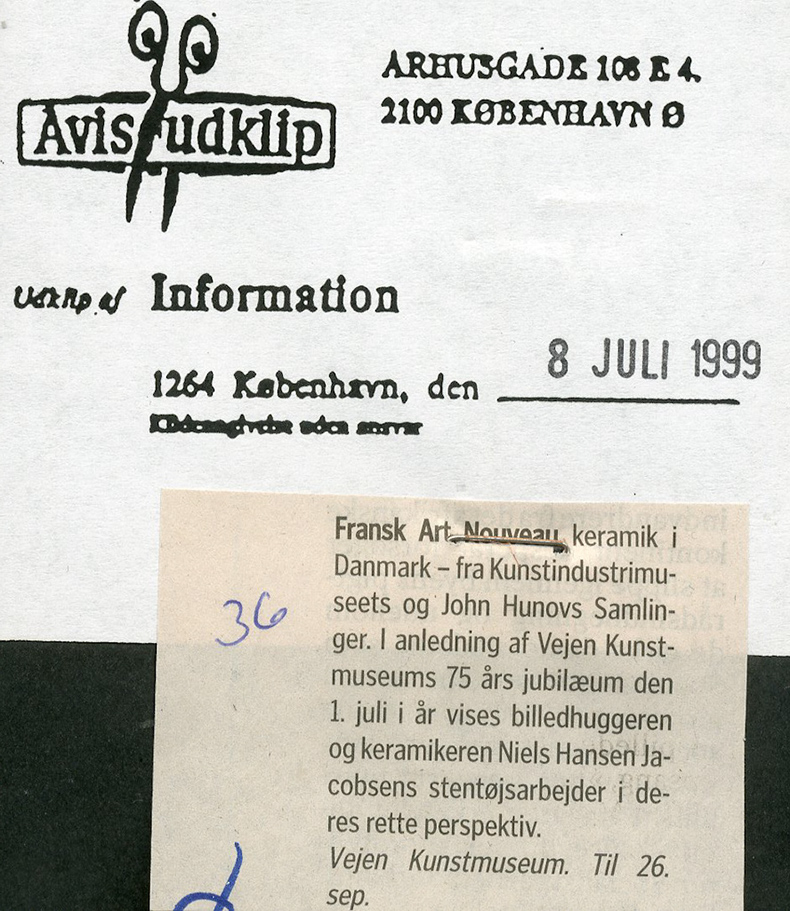 Avisudklip
ARHUSGADE 108 E 4.
2100 KØBENHAVN Ø
Udklip af Information
8 JULI 1999
1264 København, den
Fransk Art Nouveau keramik i
Danmark – fra Kunstindustrimu-
seets og John Hunovs Samlin-
ger. I anledning af Vejen Kunst-
museums 75 års jubilæum den
1. juli i år vises billedhuggeren
og keramikeren Niels Hansen Ja-
cobsens stentøjsarbejder i de-
res rette perspektiv.
Vejen Kunstmuseum. Til 26.
sep.
36